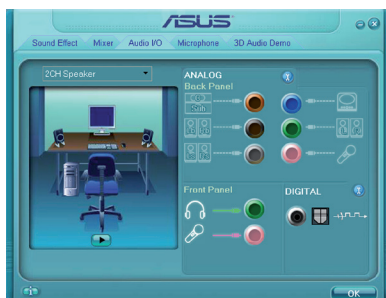 ASUS
Sound Effect
Mixer
Audio I/O
Microphone
3D Audio Demo
2CH Speaker
ANALOG
Back Panel
Sub
Front Panel
DIGITAL
OK